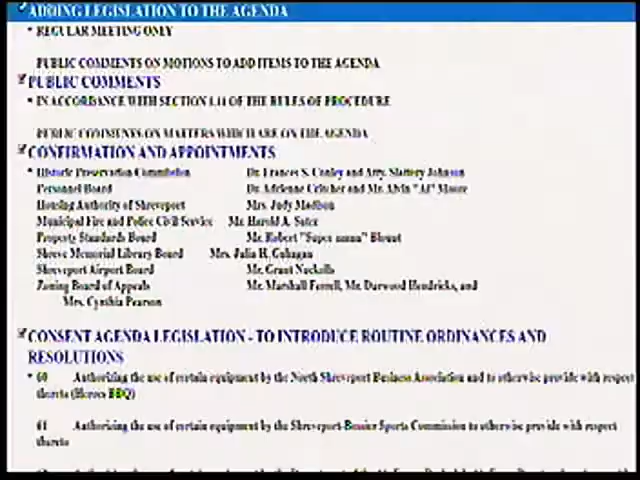 ADDING LEGISLATION TO THE AGENDA
• REGULAR MEETING ONLY
PUBLIC COMMENTS ON MOTIONS TO ADD ITEMS TO THE AGENDA
PUBLIC COMMENTS
• IN ACCORDANCE WITH SECTION 1.11 OF THE RULES OF PROCEDURE
PUBLIC COMMENTS ON MATTERS WHICH ARE ON THE AGENDA
CONFIRMATION AND APPOINTMENTS
• Historic Preservation Commission Dr. Frances S. Conley and Atty. Slattery Johnson
Personnel Board Dr. Adrienne Critcher and Mr. Alvin "Al" Moore
Housing Authority of Shreveport Mrs. Judy Madison
Municipal Fire and Police Civil Service Mr. Harold A. Sater
Property Standards Board Mr. Robert "Super" Blount
Shreve Memorial Library Board Mrs. Julia H.
Shreveport Airport Board Mr. Grant Nuckolls
Zoning Board of Appeals Mr. Marshall Ferrell, Mr. Darwood Hendricks, and
Mrs. Cynthia Pearson
CONSENT AGENDA LEGISLATION - TO INTRODUCE ROUTINE ORDINANCES AND
RESOLUTIONS
• 60 Authorizing the use of certain equipment by the North Shreveport Business Association and to otherwise provide with respect
thereto (Heroes BBQ)
61 Authorizing the use of certain equipment by the Shreveport-Bossier Sports Commission to otherwise provide with respect
thereto